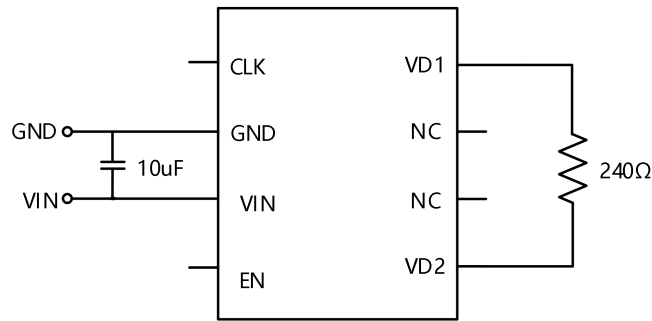 CLK
VD1
GND
GND
NC
10uF
240Ω
VIN
VIN
NC
EN
VD2